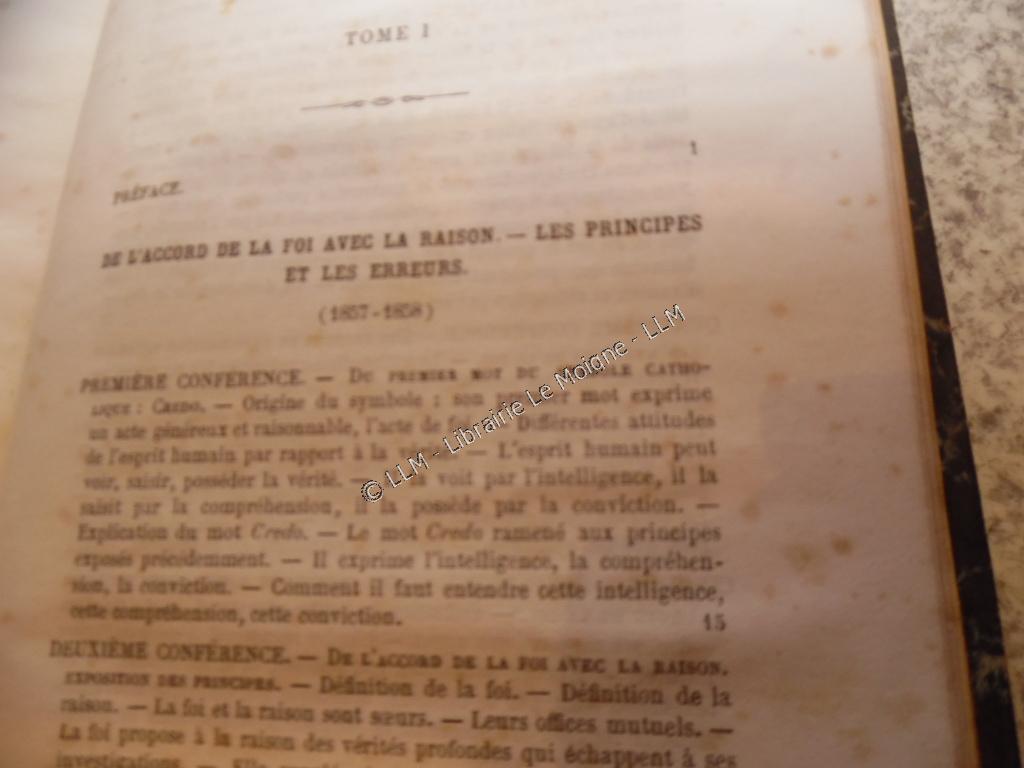 TOME I
PRÉFACE. 1
DE L'ACCORD DE LA FOI AVEC LA RAISON. — LES PRINCIPES
ET LES ERREURS.
(1857-1858)
PREMIÈRE CONFÉRENCE. — DU PREMIER MOT DU CATHO-
LIQUE : CREDO. — Origine du symbole : son mot exprime
un acte généreux et raisonnable, l'acte de foi. Différentes attitudes
de l'esprit humain par rapport à la — L'esprit humain peut
voir, saisir, posséder la vérité. — voit par l'intelligence, il la
saisit par la compréhension, il la possède par la conviction. —
Explication du mot Credo. — Le mot Credo ramené aux principes
exposés précédemment. — Il exprime l'intelligence, la compréhen-
sion, la conviction. — Comment il faut entendre cette intelligence,
cette compréhension, cette conviction. 15
DEUXIÈME CONFÉRENCE. — DE L'ACCORD DE LA FOI AVEC LA RAISON.
EXPOSITION DES PRINCIPES. — Définition de la foi. — Définition de la
raison. — La foi et la raison sont sœurs. — Leurs offices mutuels. —
La foi propose à la raison des vérités profondes qui échappent à ses
investigations. —
© LLM - Librairie Le Moigne - LLM